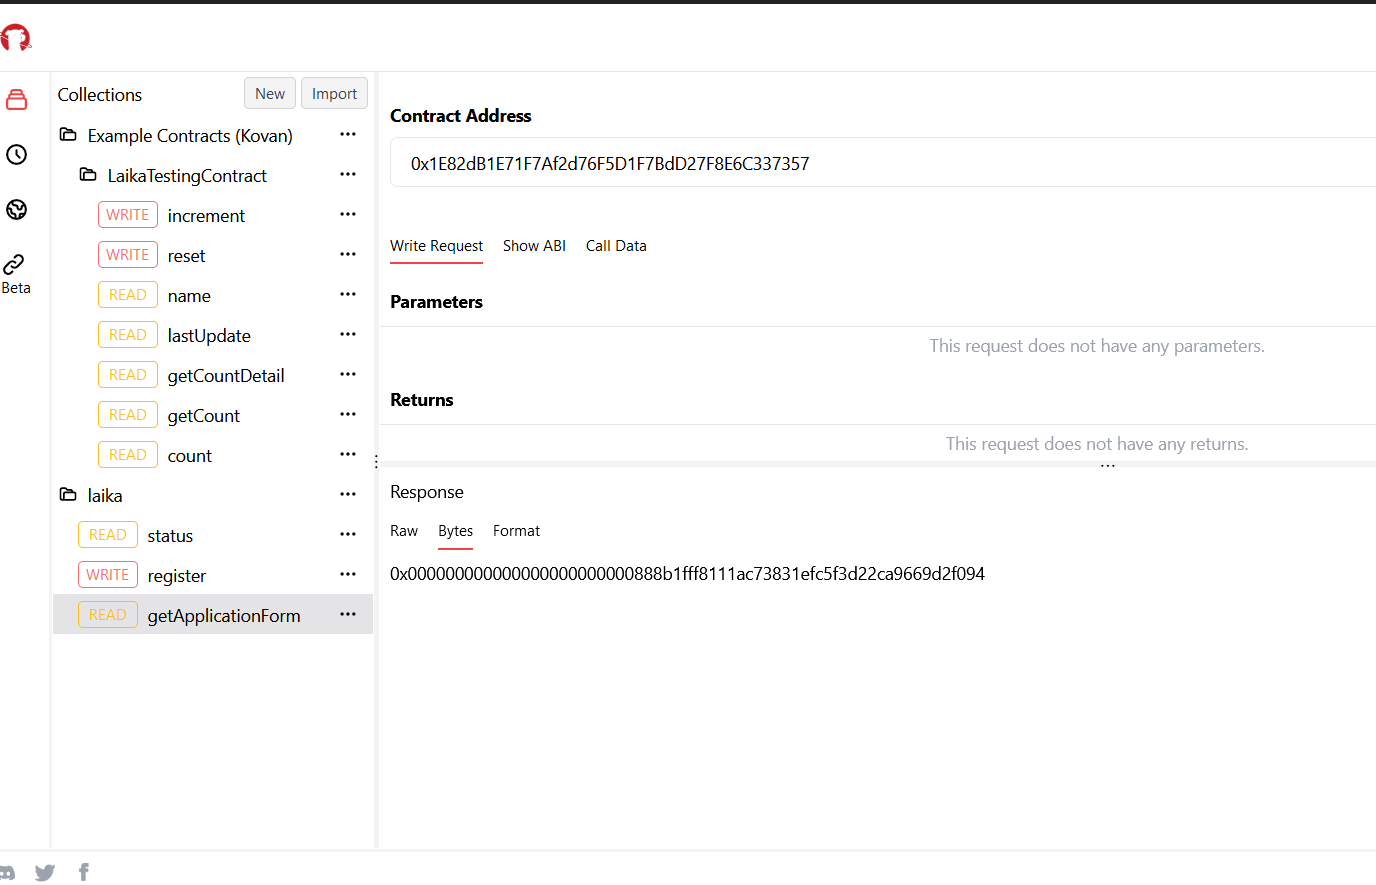 Collections
New
Import
Example Contracts (Kovan)
LaikaTestingContract
WRITE increment
WRITE reset
READ name
READ lastUpdate
READ getCountDetail
READ getCount
READ count
laika
READ status
WRITE register
READ getApplicationForm
Beta
Contract Address
0x1E82dB1E71F7Af2d76F5D1F7BdD27F8E6C337357
Write Request
Show ABI
Call Data
Parameters
This request does not have any parameters.
Returns
This request does not have any returns.
Response
Raw
Bytes
Format
0x000000000000000000000000888b1fff8111ac73831efc5f3d22ca9669d2f094